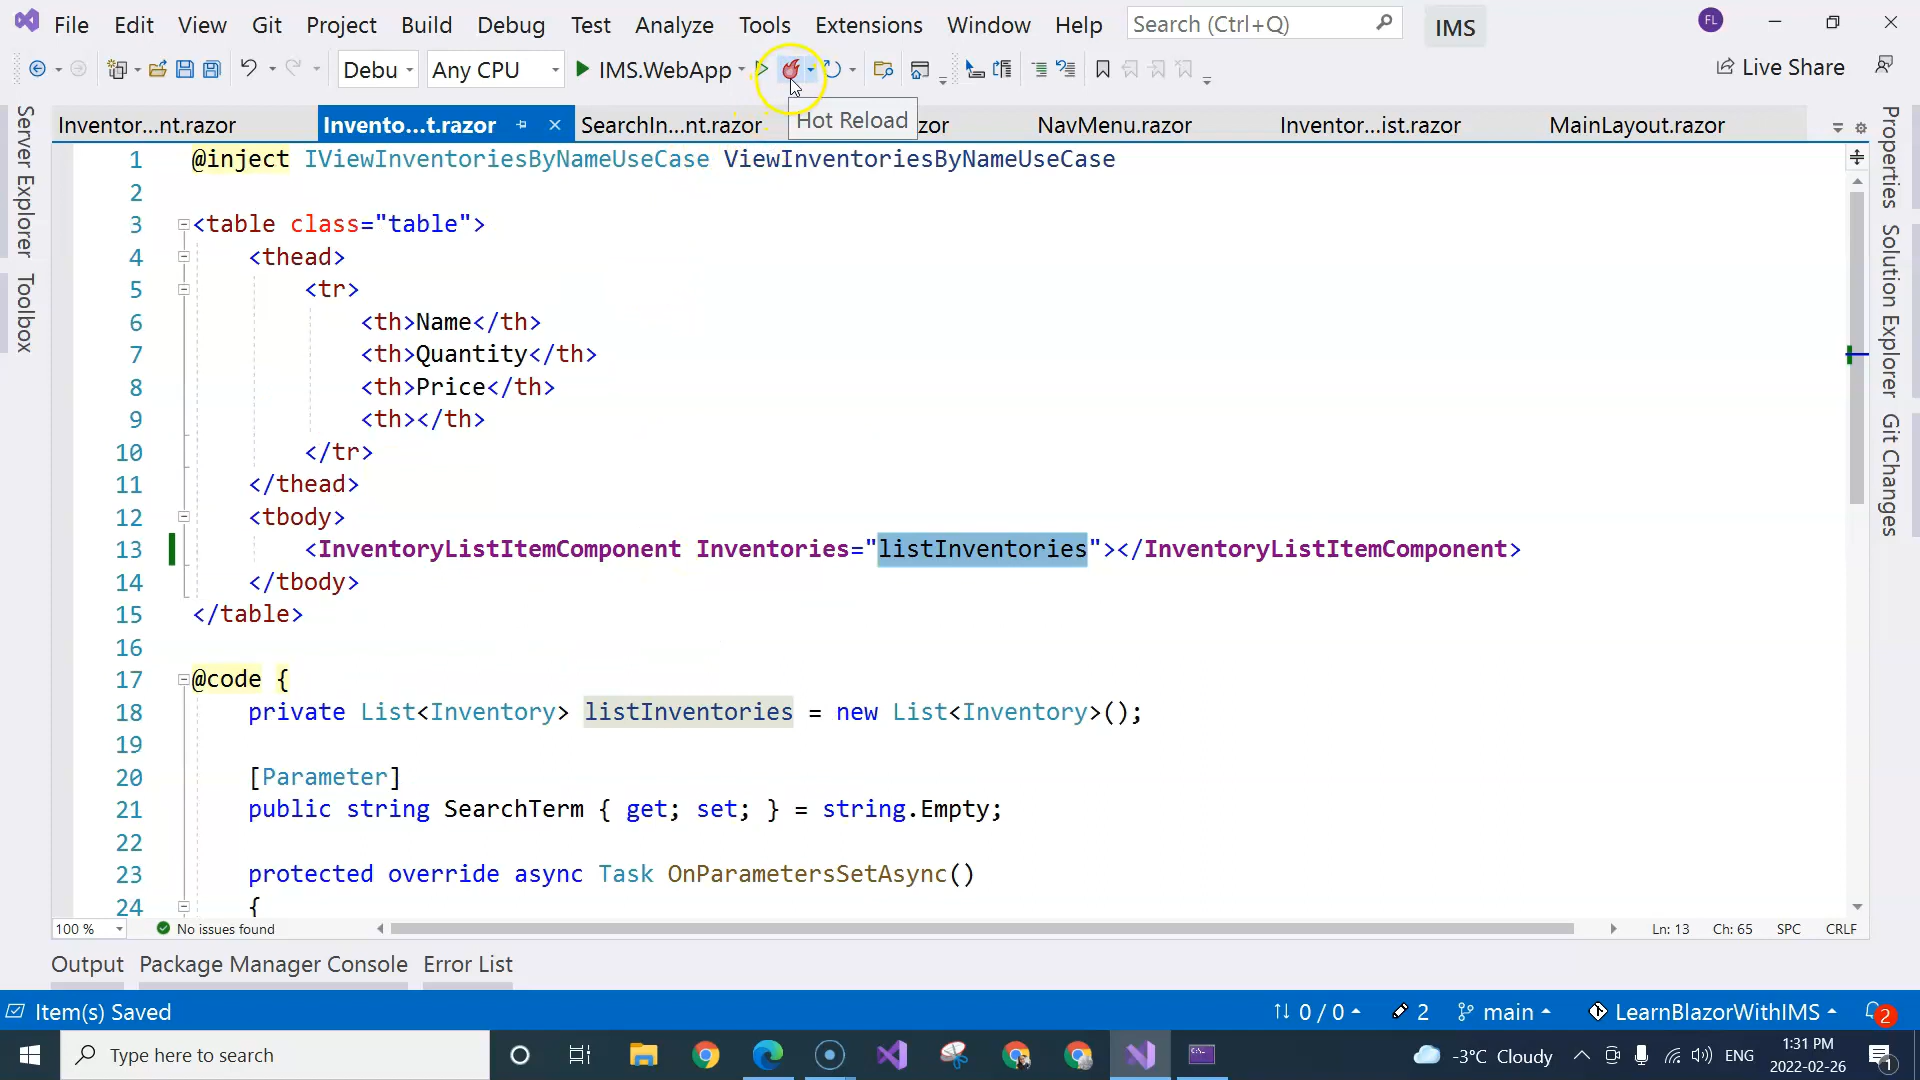 File Edit View Git Project Build Debug Test Analyze Tools Extensions Window Help Search (Ctrl+Q) IMS FL
Debu Any CPU IMS.WebApp Live Share
Hot Reload
Inventor...nt.razor Invento...t.razor SearchIn...nt.razor zor NavMenu.razor Inventor...ist.razor MainLayout.razor
Server Explorer
Toolbox
Properties
Solution Explorer
Git Changes
1 @inject IViewInventoriesByNameUseCase ViewInventoriesByNameUseCase
2
3 <table class="table">
4 <thead>
5 <tr>
6 <th>Name</th>
7 <th>Quantity</th>
8 <th>Price</th>
9 <th></th>
10 </tr>
11 </thead>
12 <tbody>
13 <InventoryListItemComponent Inventories="listInventories"></InventoryListItemComponent>
14 </tbody>
15 </table>
16
17 @code {
18 private List<Inventory> listInventories = new List<Inventory>();
19
20 [Parameter]
21 public string SearchTerm { get; set; } = string.Empty;
22
23 protected override async Task OnParametersSetAsync()
24 {
100 % No issues found Ln: 13 Ch: 65 SPC CRLF
Output Package Manager Console Error List
Item(s) Saved 0 / 0 2 main LearnBlazorWithIMS 2
Type here to search -3°C Cloudy ENG 1:31 PM
2022-02-26 1